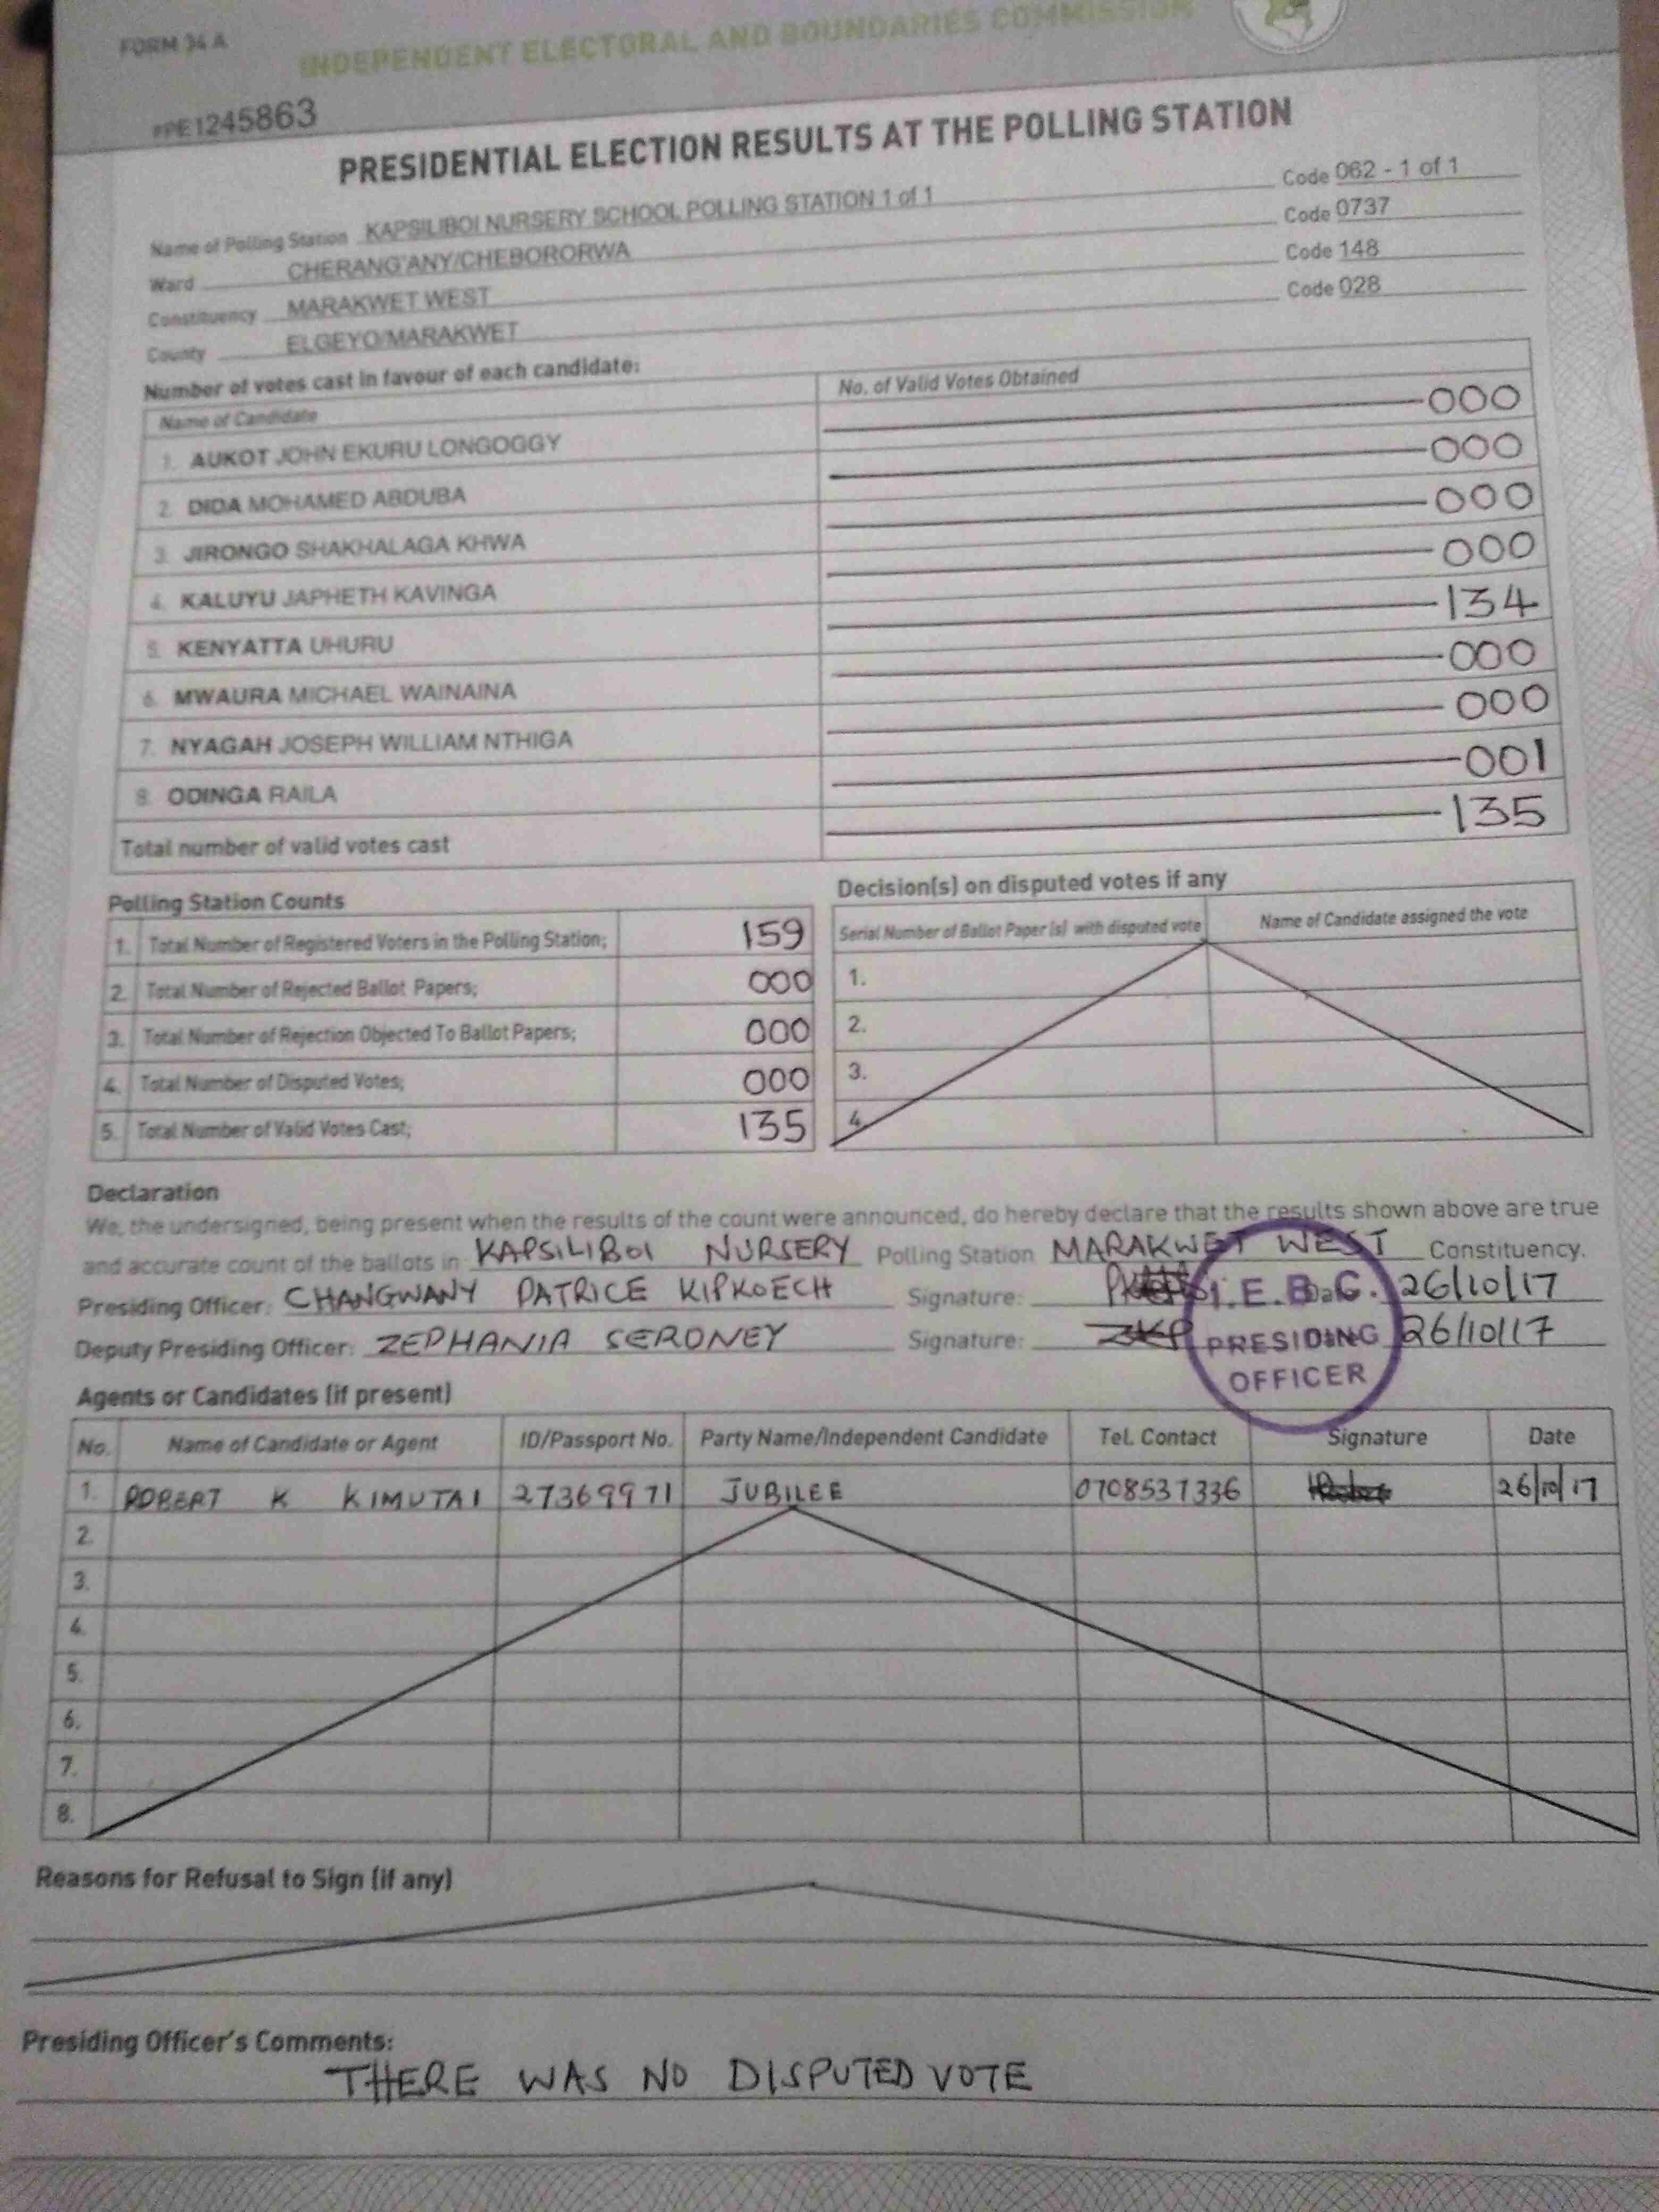 FORM 34 A
INDEPENDENT ELECTORAL AND BOUNDARIES COMMISSION
PPE1245863
PRESIDENTIAL ELECTION RESULTS AT THE POLLING STATION
Name of Polling Station KAPSILIBOI NURSERY SCHOOL POLLING STATION 1 of 1 Code 062 - 1 of 1
Ward CHERANG'ANY/CHEBORORWA Code 0737
Constituency MARAKWET WEST Code 148
County ELGEYO/MARAKWET Code 028
Number of votes cast in favour of each candidate:
Name of Candidate No. of Valid Votes Obtained
1. AUKOT JOHN EKURU LONGOGGY 000
2. DIDA MOHAMED ABDUBA 000
3. JIRONGO SHAKHALAGA KHWA 000
4. KALUYU JAPHETH KAVINGA 000
5. KENYATTA UHURU 134
6. MWAURA MICHAEL WAINAINA 000
7. NYAGAH JOSEPH WILLIAM NTHIGA 000
8. ODINGA RAILA 001
Total number of valid votes cast 135
Polling Station Counts
1. Total Number of Registered Voters in the Polling Station; 159
2. Total Number of Rejected Ballot Papers; 000
3. Total Number of Rejection Objected To Ballot Papers; 000
4. Total Number of Disputed Votes; 000
5. Total Number of Valid Votes Cast; 135
Decision(s) on disputed votes if any
Serial Number of Ballot Paper(s) with disputed vote Name of Candidate assigned the vote
1.
2.
3.
4.
Declaration
We, the undersigned, being present when the results of the count were announced, do hereby declare that the results shown above are true
and accurate count of the ballots in KAPSILIBOI NURSERY Polling Station MARAKWET WEST Constituency.
Presiding Officer: CHANGWANY PATRICE KIPKOECH Signature: Date 26/10/17
Deputy Presiding Officer: ZEPHANIA SERONEY Signature: Date 26/10/17
I.E.B.C.
PRESIDING
OFFICER
Agents or Candidates (if present)
No. Name of Candidate or Agent ID/Passport No. Party Name/Independent Candidate Tel. Contact Signature Date
1. ROBERT K KIMUTAI 27369971 JUBILEE 0708537336 26/10/17
2.
3.
4.
5.
6.
7.
8.
Reasons for Refusal to Sign (if any)
Presiding Officer's Comments:
THERE WAS NO DISPUTED VOTE